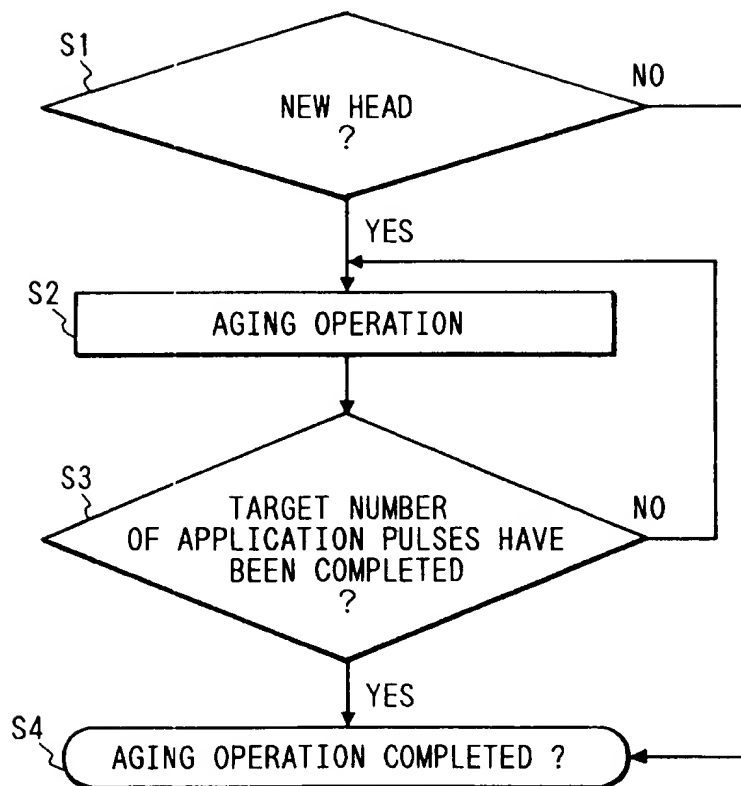 S1
NEW HEAD
?
NO
YES
S2
AGING OPERATION
S3
TARGET NUMBER
OF APPLICATION PULSES HAVE
BEEN COMPLETED
?
NO
YES
S4
AGING OPERATION COMPLETED ?